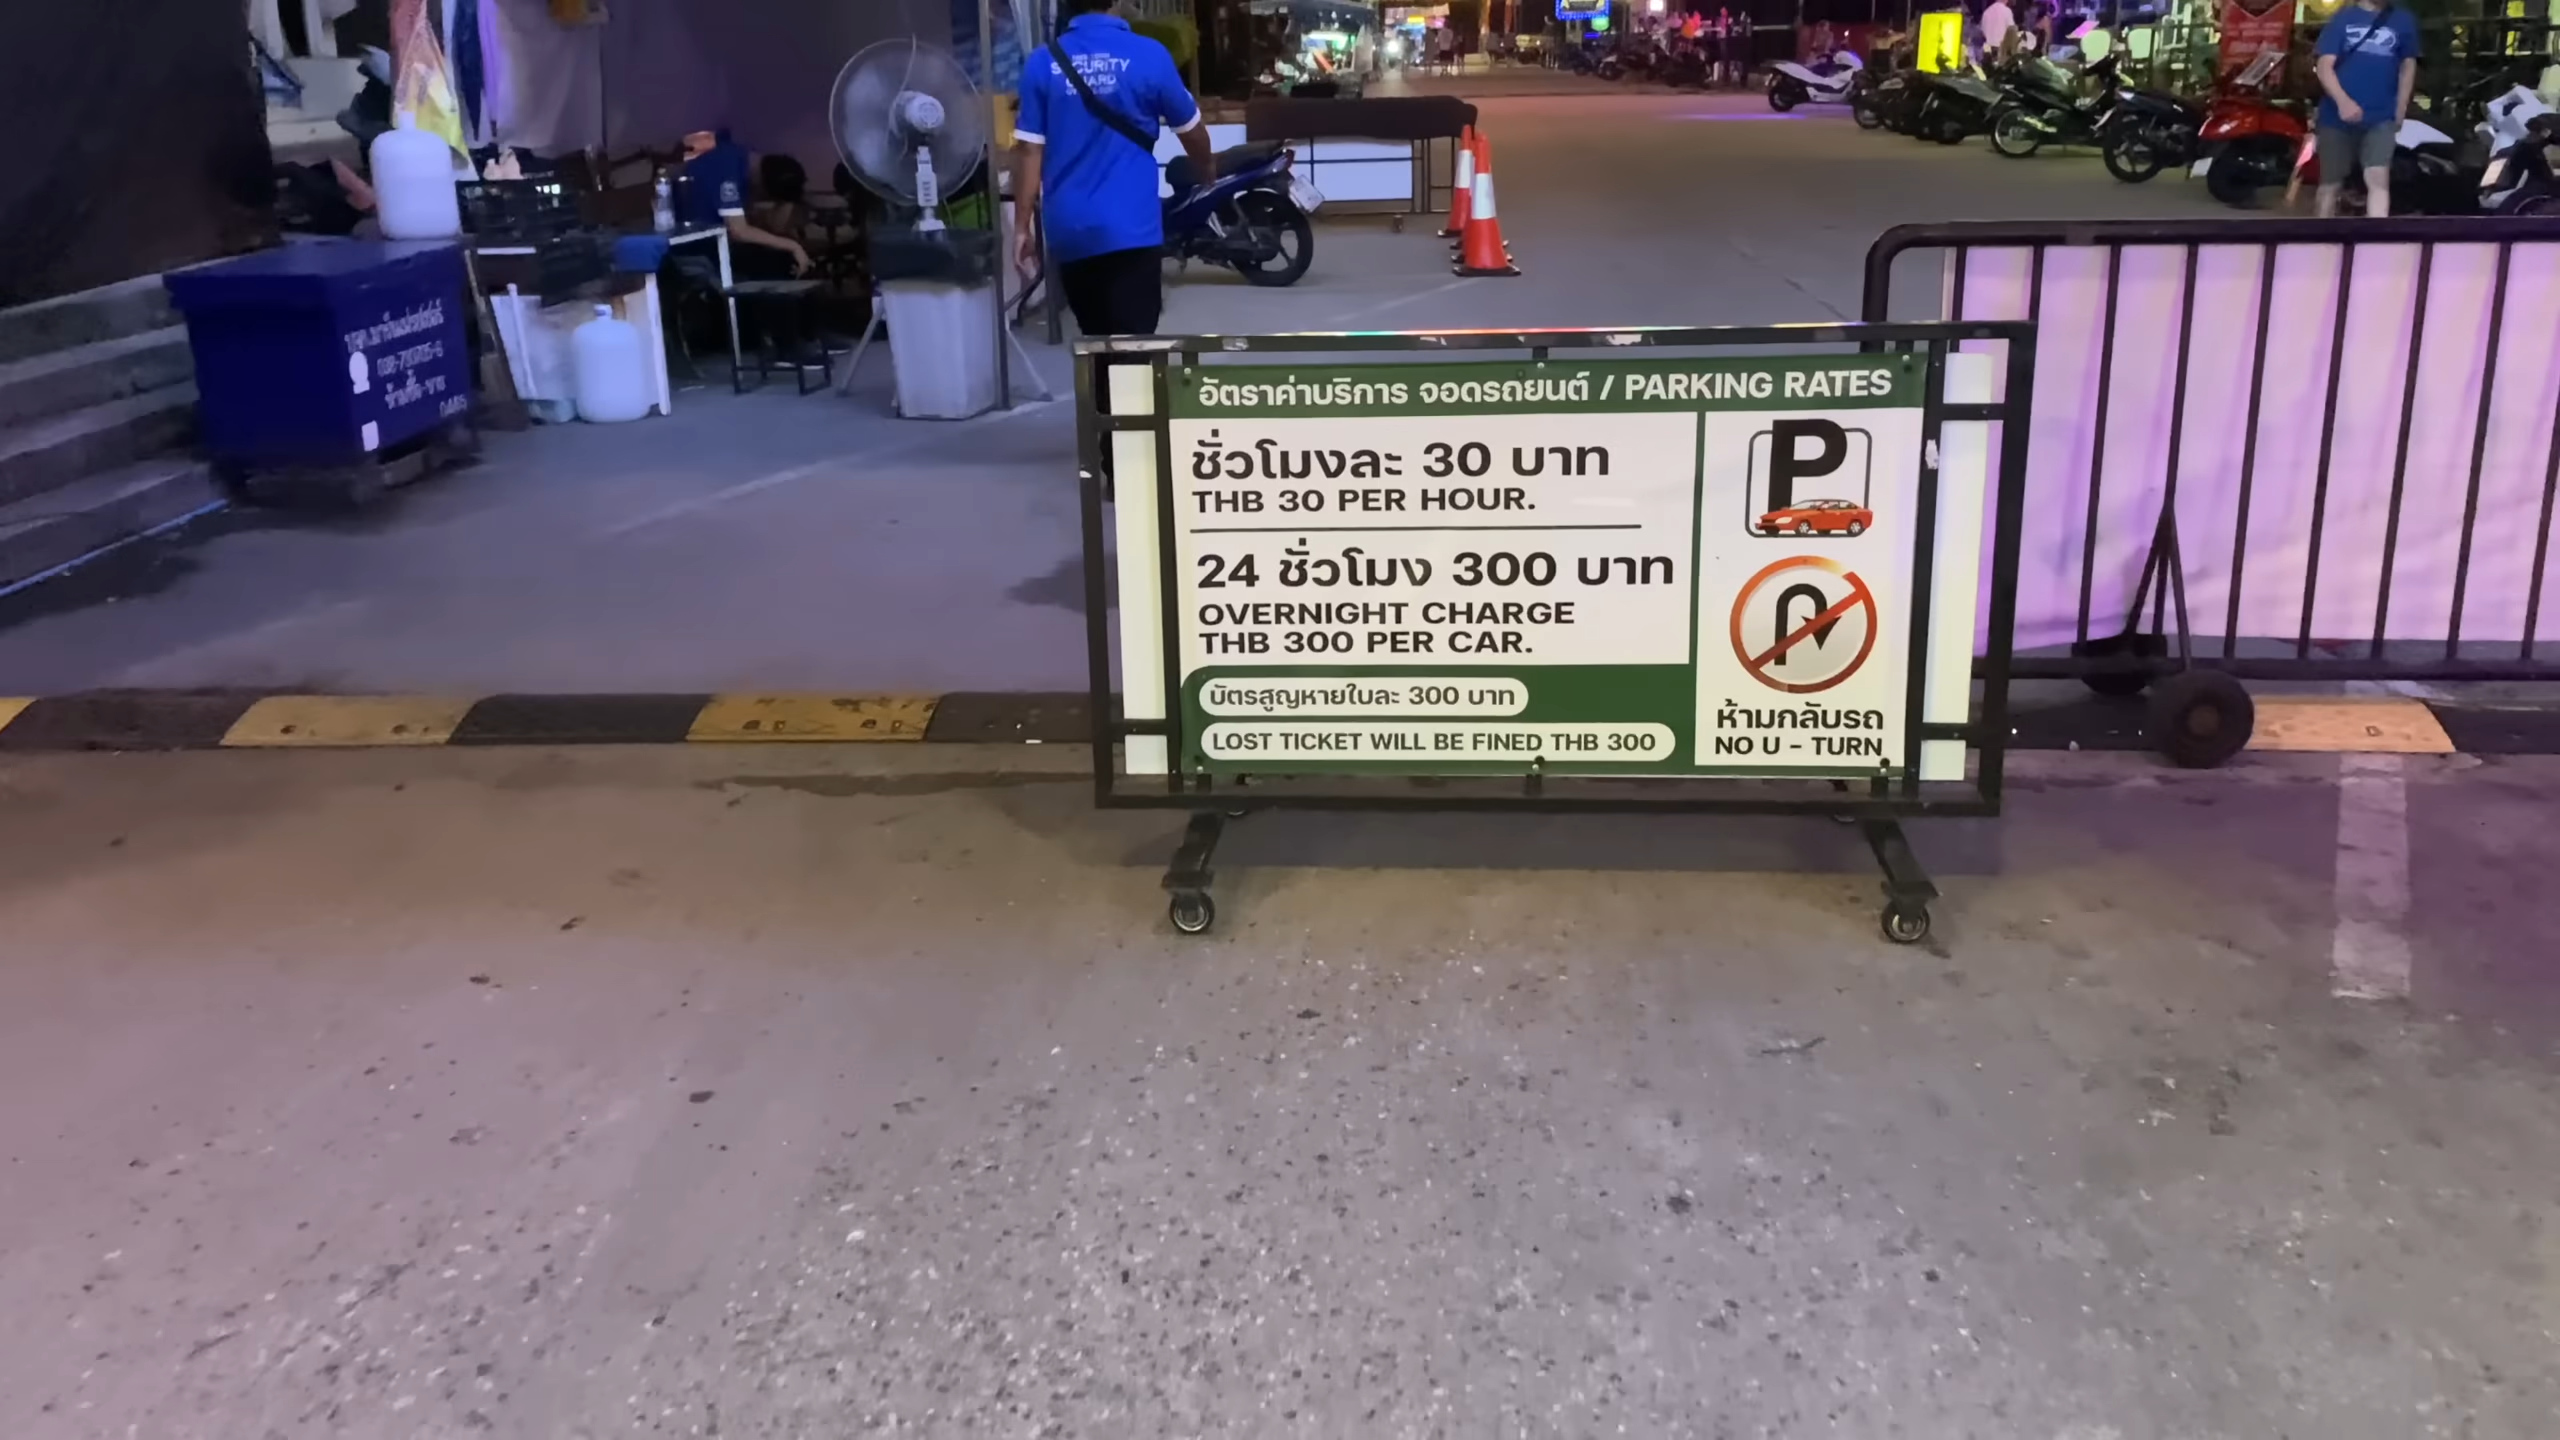 SECURITY
GUARD
อัตราค่าบริการ จอดรถยนต์ / PARKING RATES
ชั่วโมงละ 30 บาท
THB 30 PER HOUR.
24 ชั่วโมง 300 บาท
OVERNIGHT CHARGE
THB 300 PER CAR.
บัตรสูญหายใบละ 300 บาท
LOST TICKET WILL BE FINED THB 300
P
ห้ามกลับรถ
NO U - TURN